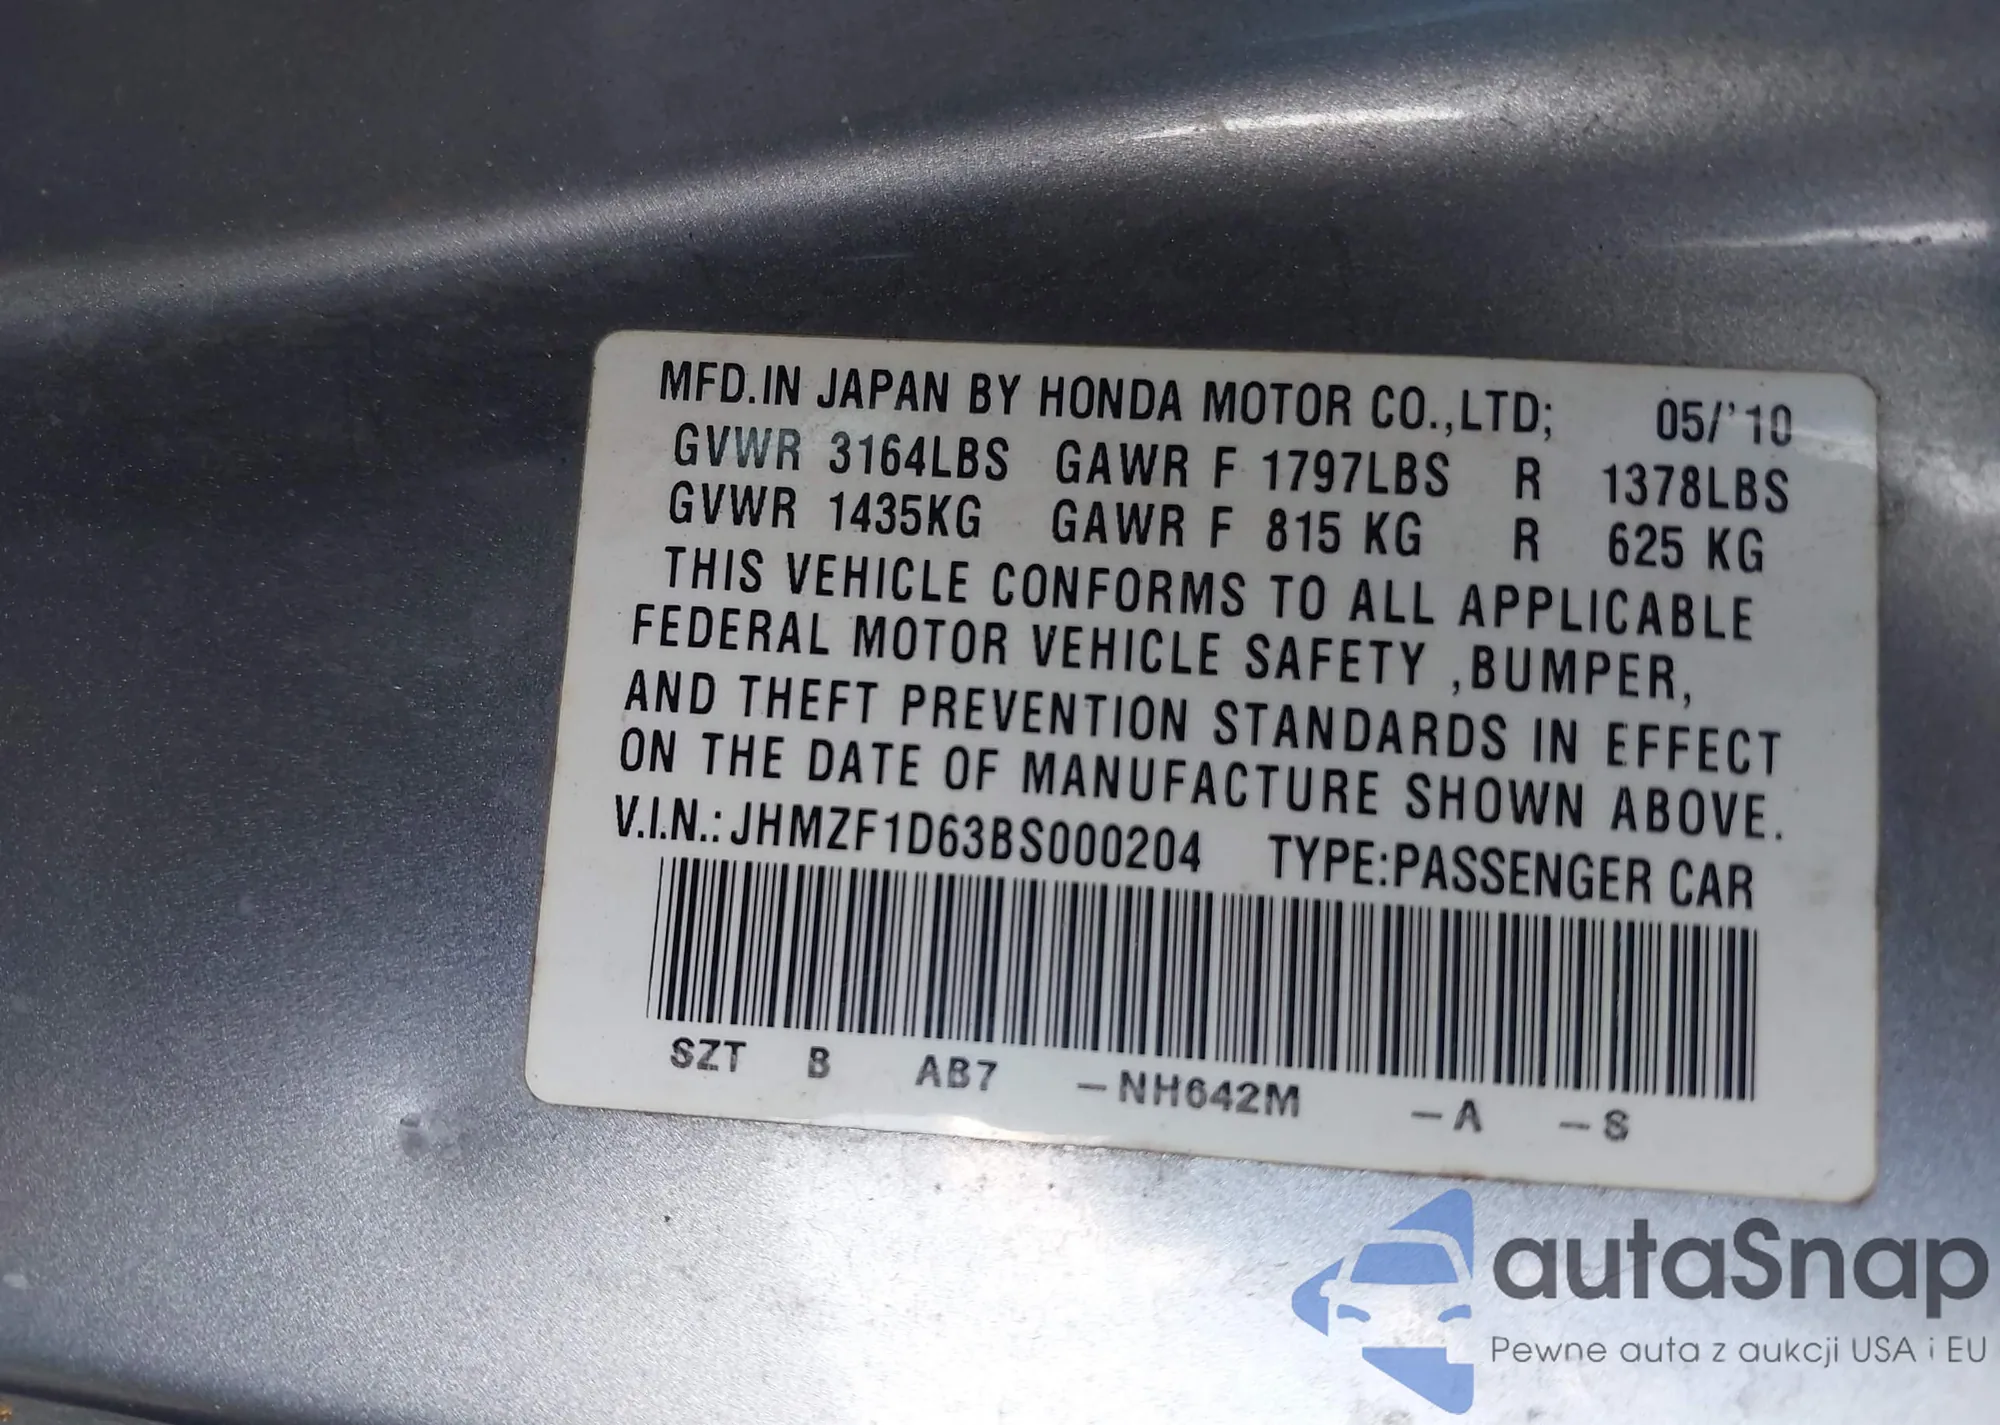 MFD.IN JAPAN BY HONDA MOTOR CO.,LTD; 05/'10
GVWR 3164LBS GAWR F 1797LBS R 1378LBS
GVWR 1435KG GAWR F 815 KG R 625 KG
THIS VEHICLE CONFORMS TO ALL APPLICABLE
FEDERAL MOTOR VEHICLE SAFETY ,BUMPER,
AND THEFT PREVENTION STANDARDS IN EFFECT
ON THE DATE OF MANUFACTURE SHOWN ABOVE.
V.I.N.:JHMZF1D63BS000204 TYPE:PASSENGER CAR
SZT B AB7 -NH642M -A -S
autaSnap
Pewne auta z aukcji USA i EU